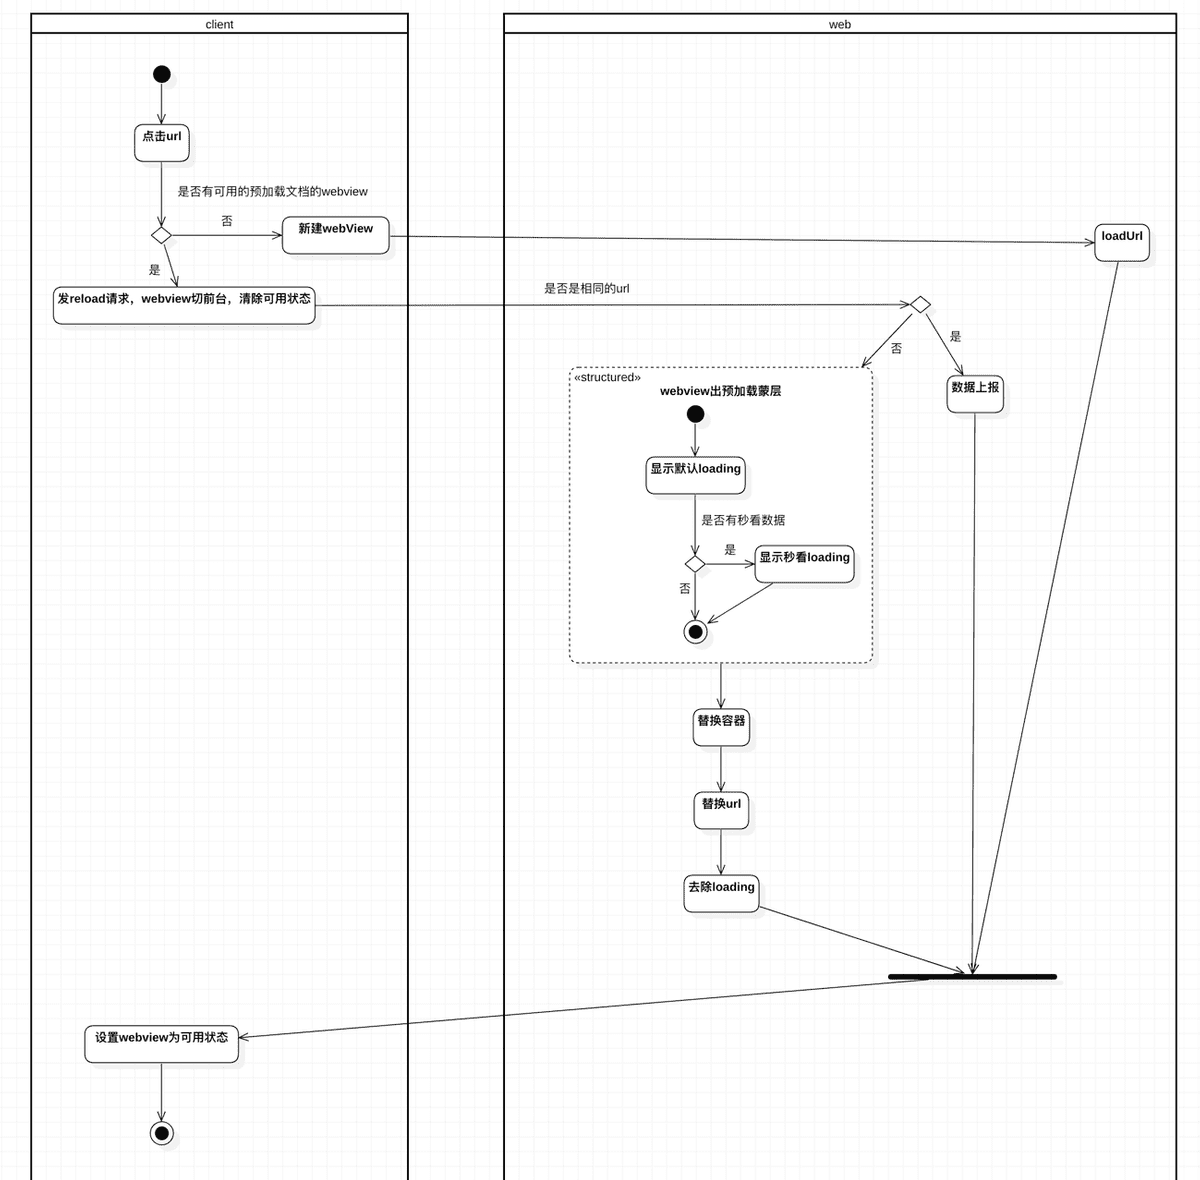 client
web
点击url
是否有可用的预加载文档的webview
否
新建webView
loadUrl
是
发reload请求，webview切前台，清除可用状态
是否是相同的url
是
否
«structured»
webview出预加载蒙层
数据上报
显示默认loading
是否有秒看数据
是
显示秒看loading
否
替换容器
替换url
去除loading
设置webview为可用状态